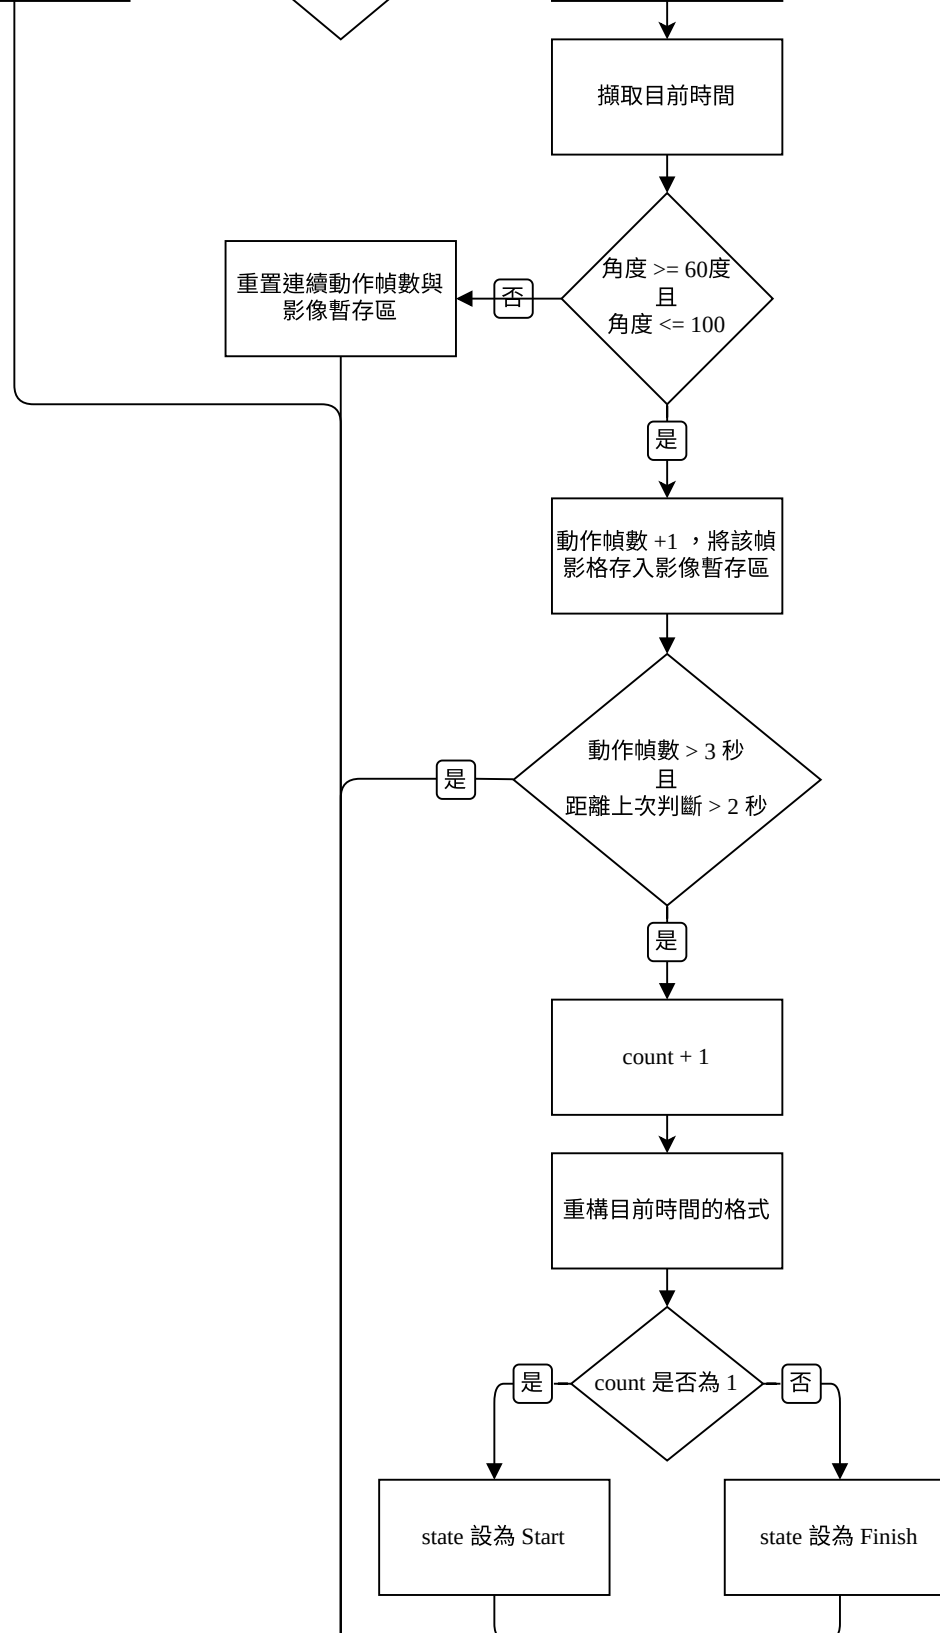 擷取目前時間
角度 >= 60度
且
角度 <= 100
否
重置連續動作幀數與
影像暫存區
是
動作幀數 +1 ，將該幀
影格存入影像暫存區
動作幀數 > 3 秒
且
距離上次判斷 > 2 秒
是
是
count + 1
重構目前時間的格式
count 是否為 1
是
否
state 設為 Start
state 設為 Finish